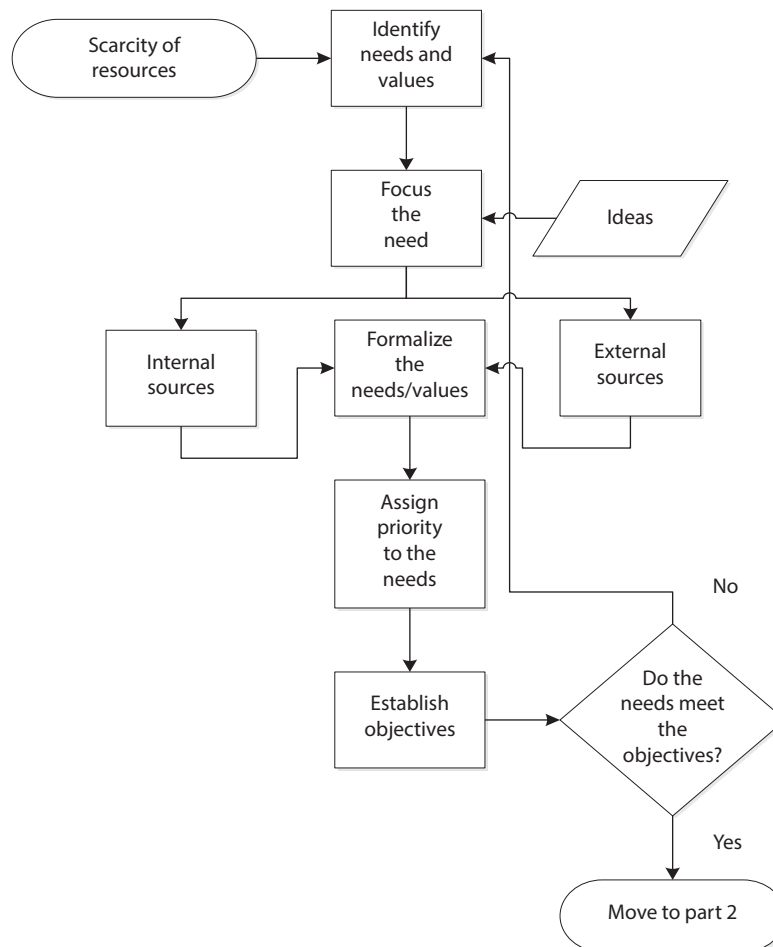 Scarcity of
resources
Identify
needs and
values
Focus
the
need
Ideas
Internal
sources
Formalize
the
needs/values
External
sources
Assign
priority
to the
needs
No
Establish
objectives
Do the
needs meet
the
objectives?
Yes
Move to part 2